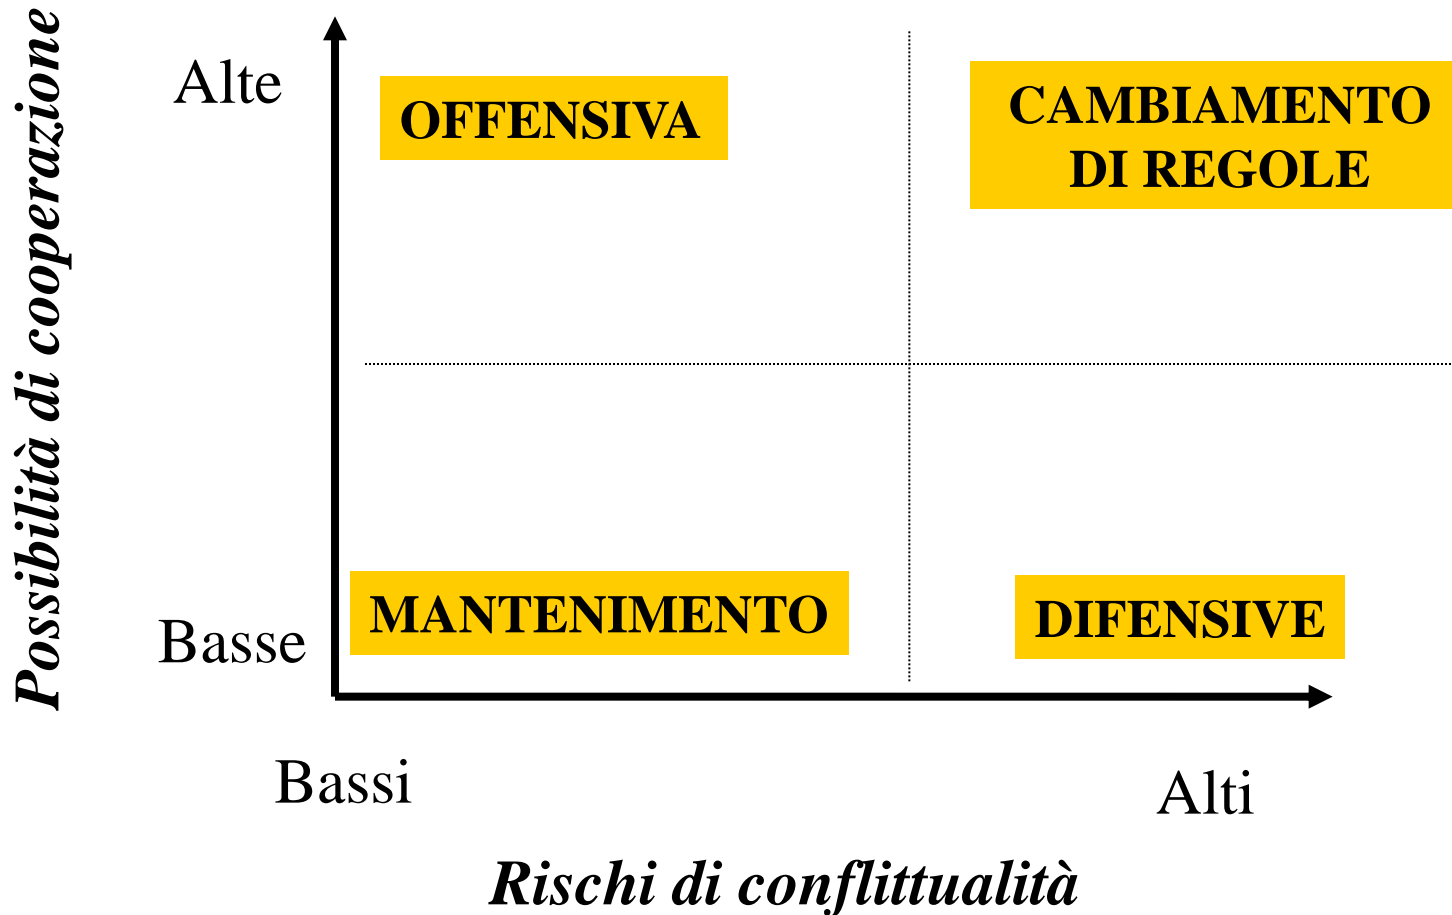 Possibilità di cooperazione
Alte
OFFENSIVA
CAMBIAMENTO
DI REGOLE
Basse
MANTENIMENTO
DIFENSIVE
Bassi
Alti
Rischi di conflittualità